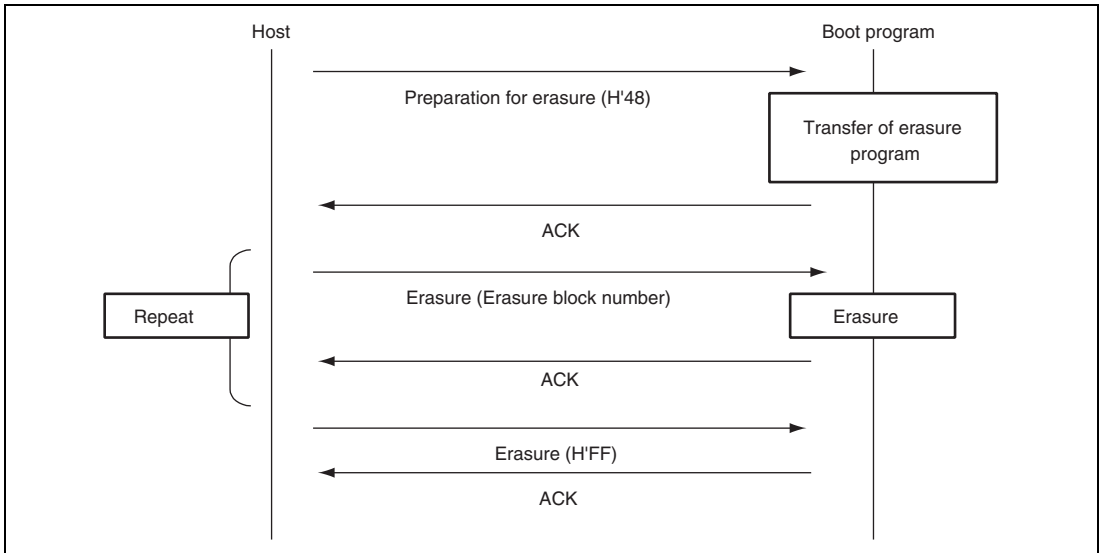 Host
Boot program
Preparation for erasure (H'48)
Transfer of erasure
program
ACK
Erasure (Erasure block number)
Repeat
Erasure
ACK
Erasure (H'FF)
ACK